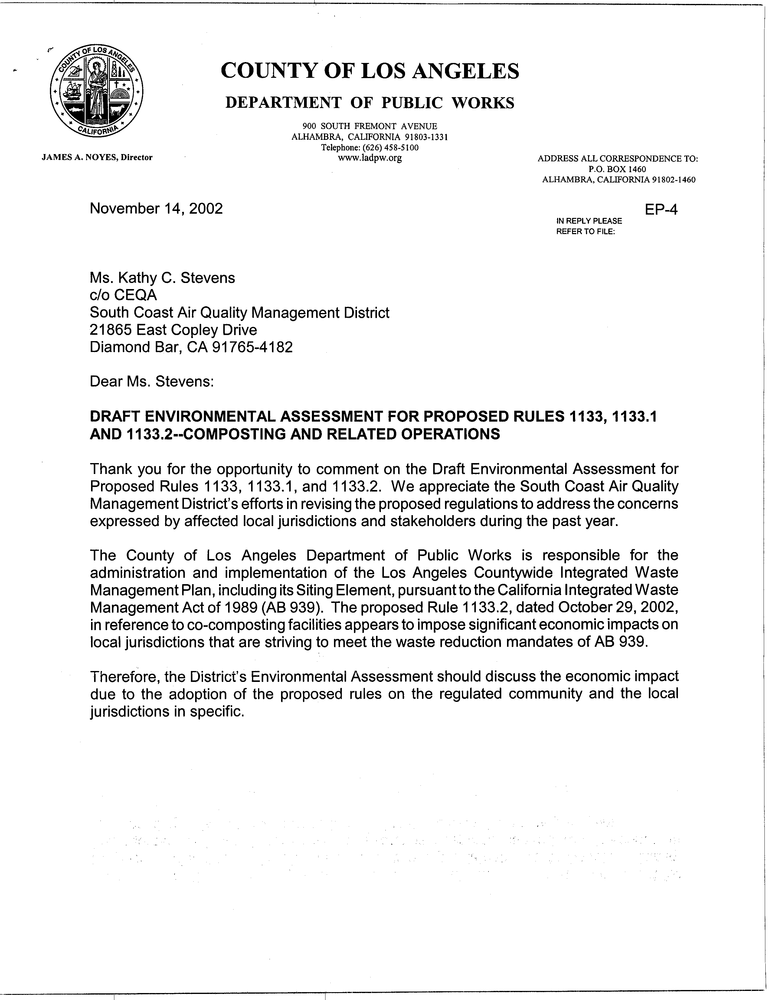 COUNTY OF LOS ANGELES
CALIFORNIA
COUNTY OF LOS ANGELES
DEPARTMENT OF PUBLIC WORKS
900 SOUTH FREMONT AVENUE
ALHAMBRA, CALIFORNIA 91803-1331
Telephone: (626) 458-5100
www.ladpw.org
JAMES A. NOYES, Director
ADDRESS ALL CORRESPONDENCE TO:
P.O. BOX 1460
ALHAMBRA, CALIFORNIA 91802-1460
November 14, 2002
EP-4
IN REPLY PLEASE
REFER TO FILE:
Ms. Kathy C. Stevens
c/o CEQA
South Coast Air Quality Management District
21865 East Copley Drive
Diamond Bar, CA 91765-4182
Dear Ms. Stevens:
DRAFT ENVIRONMENTAL ASSESSMENT FOR PROPOSED RULES 1133, 1133.1
AND 1133.2--COMPOSTING AND RELATED OPERATIONS
Thank you for the opportunity to comment on the Draft Environmental Assessment for
Proposed Rules 1133, 1133.1, and 1133.2. We appreciate the South Coast Air Quality
Management District's efforts in revising the proposed regulations to address the concerns
expressed by affected local jurisdictions and stakeholders during the past year.
The County of Los Angeles Department of Public Works is responsible for the
administration and implementation of the Los Angeles Countywide Integrated Waste
Management Plan, including its Siting Element, pursuant to the California Integrated Waste
Management Act of 1989 (AB 939). The proposed Rule 1133.2, dated October 29, 2002,
in reference to co-composting facilities appears to impose significant economic impacts on
local jurisdictions that are striving to meet the waste reduction mandates of AB 939.
Therefore, the District's Environmental Assessment should discuss the economic impact
due to the adoption of the proposed rules on the regulated community and the local
jurisdictions in specific.